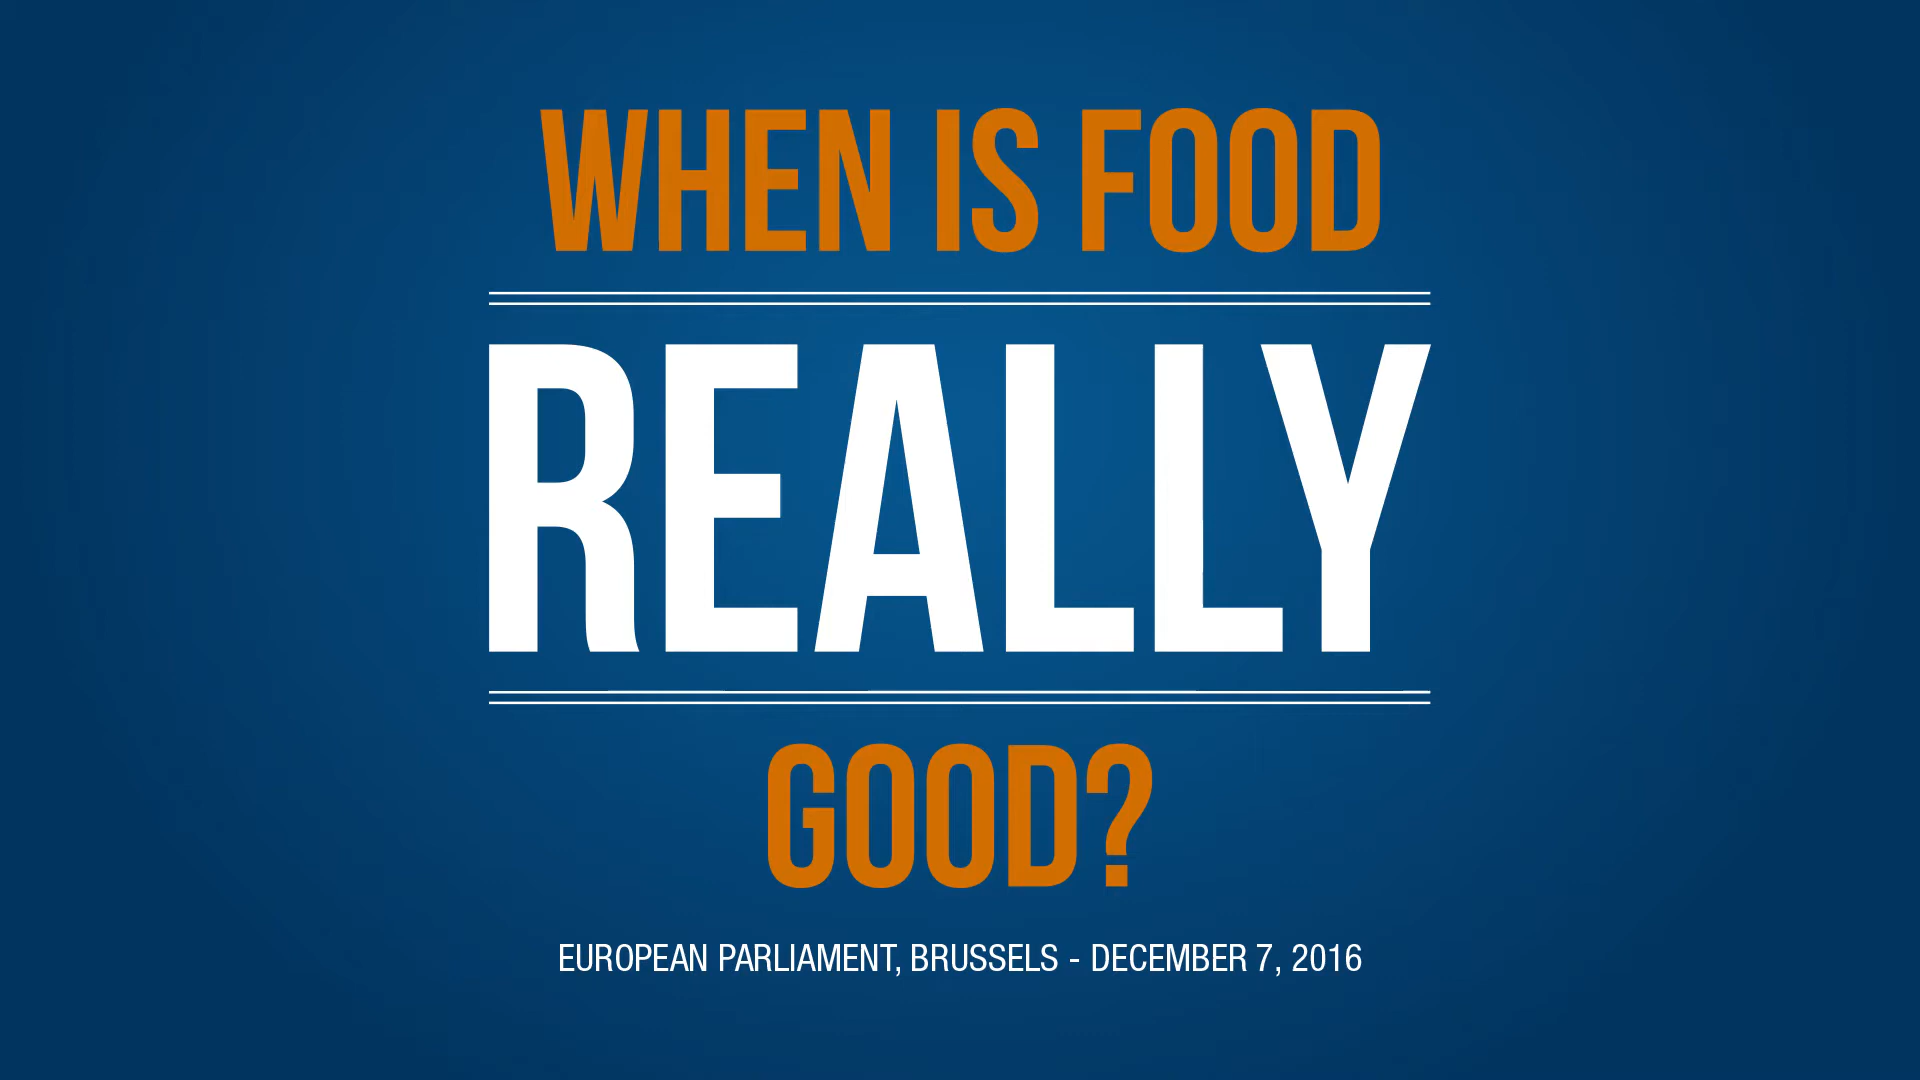 WHEN IS FOOD
REALLY
GOOD?
EUROPEAN PARLIAMENT, BRUSSELS - DECEMBER 7, 2016